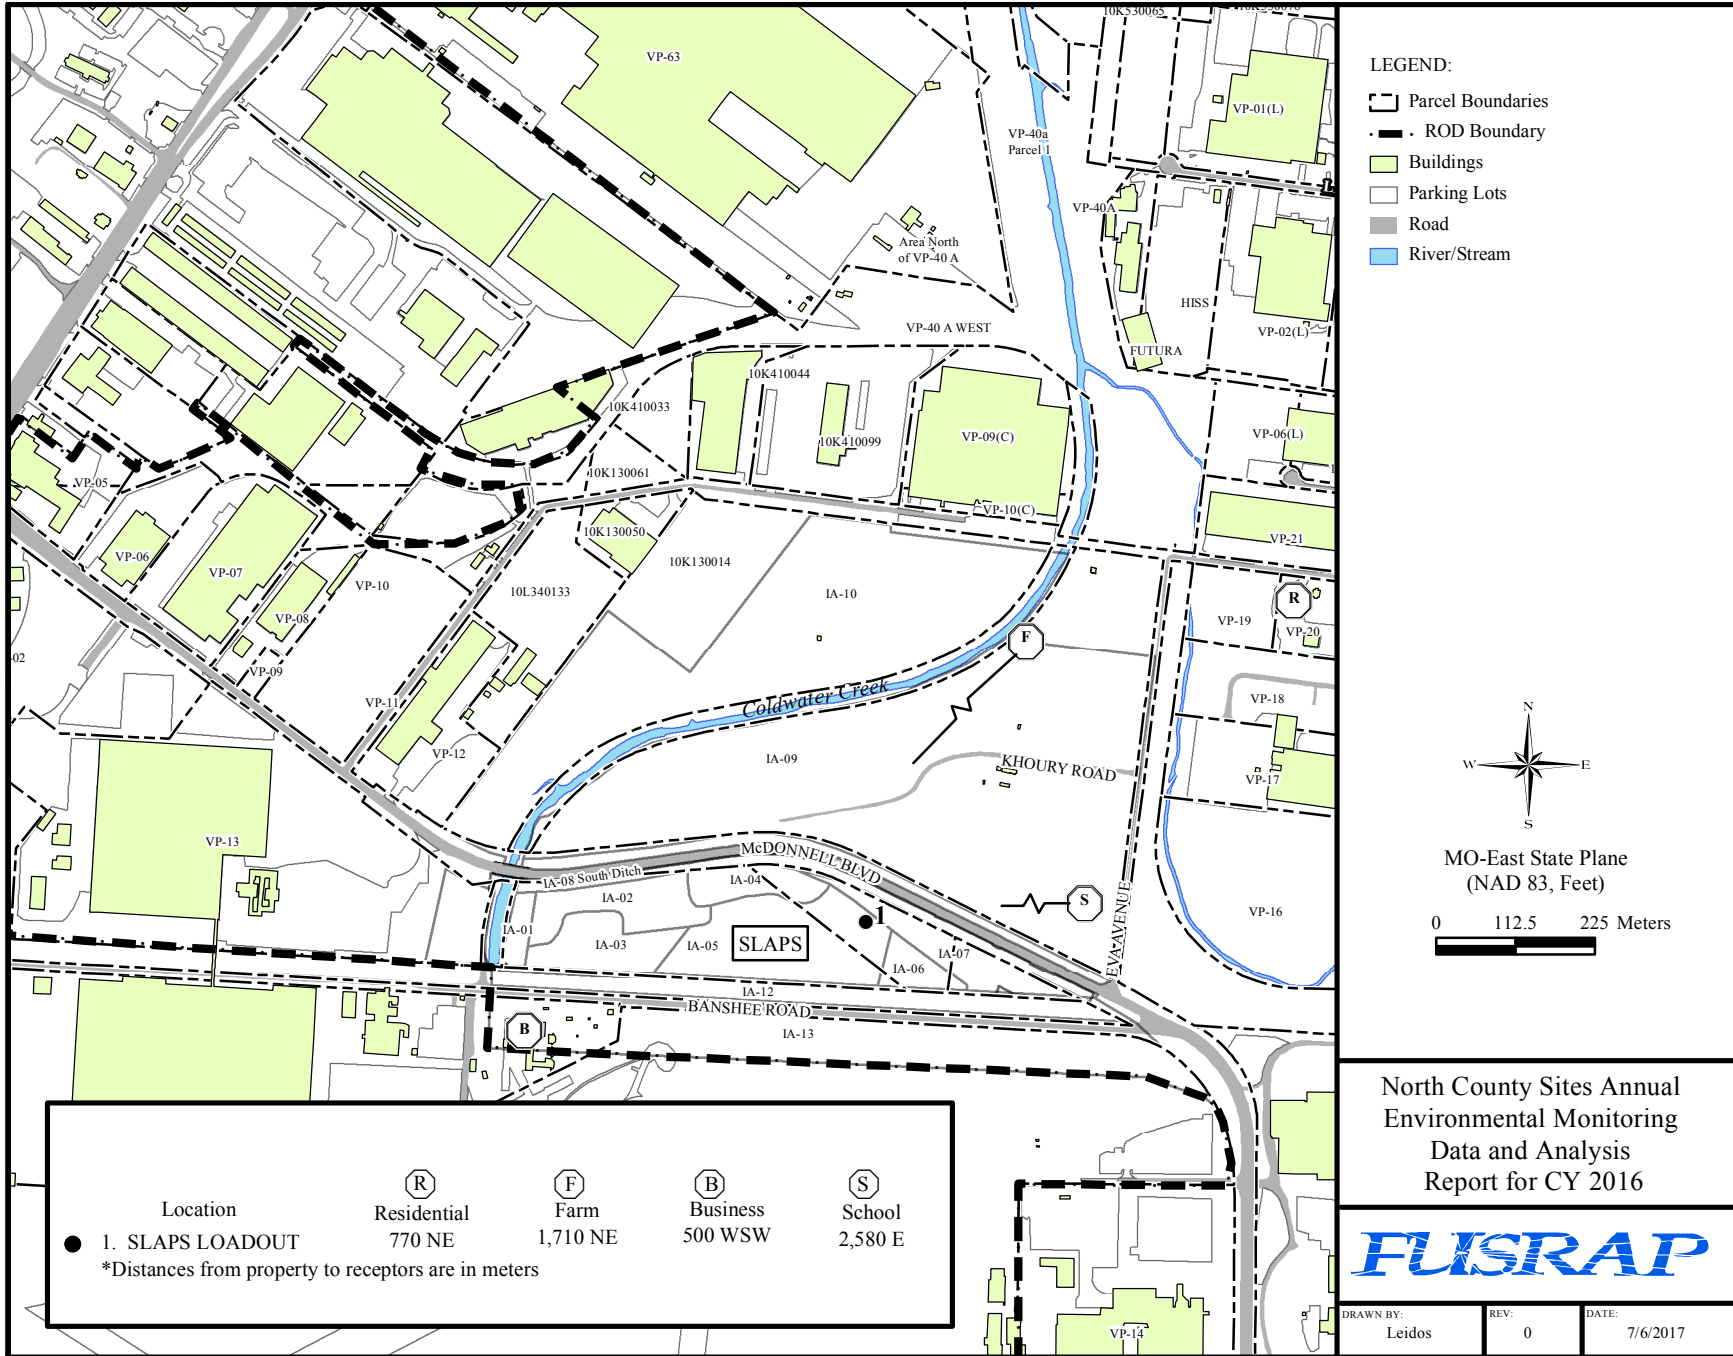 10K530065
VP-63
VP-01(L)
VP-40a
Parcel 1
VP-40A
Area North
of VP-40 A
HISS
VP-40 A WEST
VP-02(L)
FUTURA
10K410044
10K410033
10K410099
VP-09(C)
VP-06(L)
10K130061
VP-05
VP-10(C)
10K130050
VP-21
VP-06
10K130014
VP-07
VP-10
10L340133
IA-10
R
VP-08
VP-19
VP-20
F
02
VP-09
Coldwater Creek
VP-18
VP-11
VP-12
IA-09
KHOURY ROAD
VP-17
VP-13
McDONNELL BLVD
IA-08 South Ditch
IA-04
IA-02
S
EVA AVENUE
VP-16
1
IA-01
IA-03
IA-05
SLAPS
IA-07
IA-06
IA-12
BANSHEE ROAD
B
IA-13
VP-14
R
F
B
S
Location
Residential
Farm
Business
School
1. SLAPS LOADOUT
770 NE
1,710 NE
500 WSW
2,580 E
*Distances from property to receptors are in meters
LEGEND:
Parcel Boundaries
ROD Boundary
Buildings
Parking Lots
Road
River/Stream
N
W
E
S
MO-East State Plane
(NAD 83, Feet)
0 112.5 225 Meters
North County Sites Annual
Environmental Monitoring
Data and Analysis
Report for CY 2016
FUSRAP
DRAWN BY:
Leidos
REV:
0
DATE:
7/6/2017